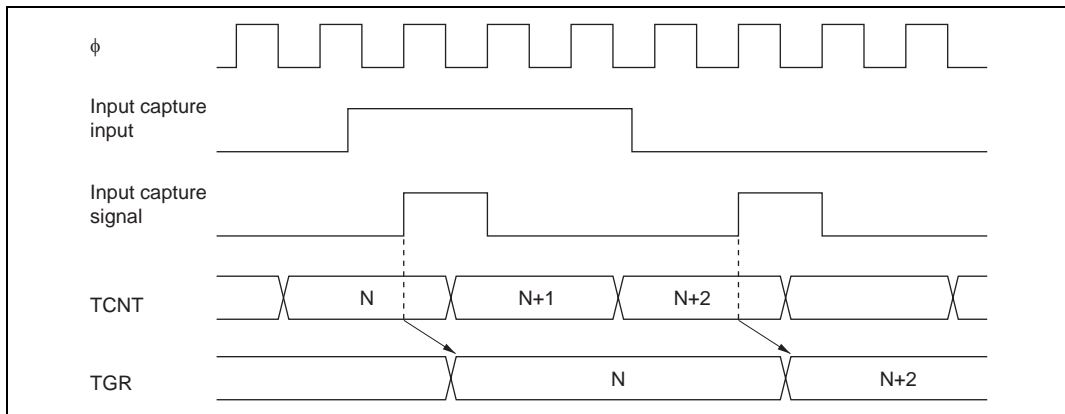 ϕ
Input capture
input
Input capture
signal
TCNT N N+1 N+2
TGR N N+2